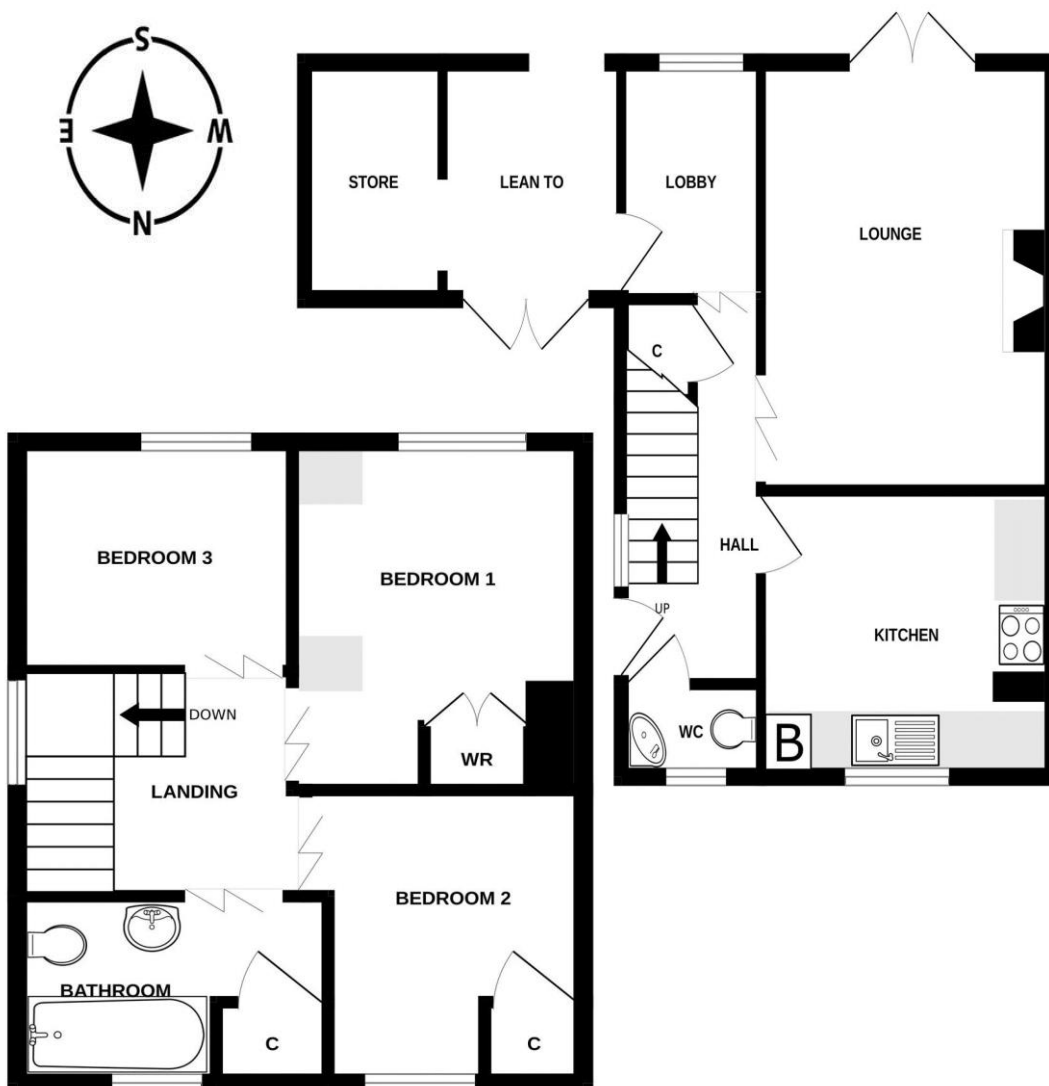 S
E
W
N
STORE
LEAN TO
LOBBY
LOUNGE
C
HALL
UP
KITCHEN
WC
B
BEDROOM 3
BEDROOM 1
DOWN
WR
LANDING
BEDROOM 2
BATHROOM
C
C